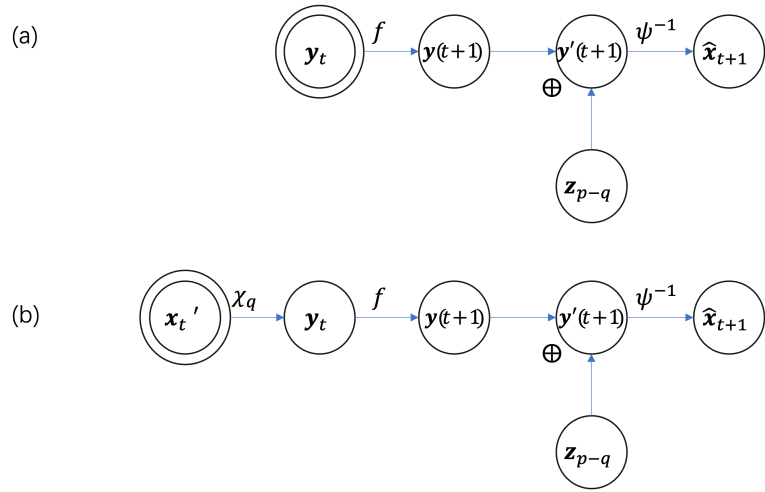 (a)
y_t f y(t+1) y′(t+1) ψ⁻¹ x̂_{t+1}
⊕
z_{p−q}
(b)
x_t′ χ_q y_t f y(t+1) y′(t+1) ψ⁻¹ x̂_{t+1}
⊕
z_{p−q}